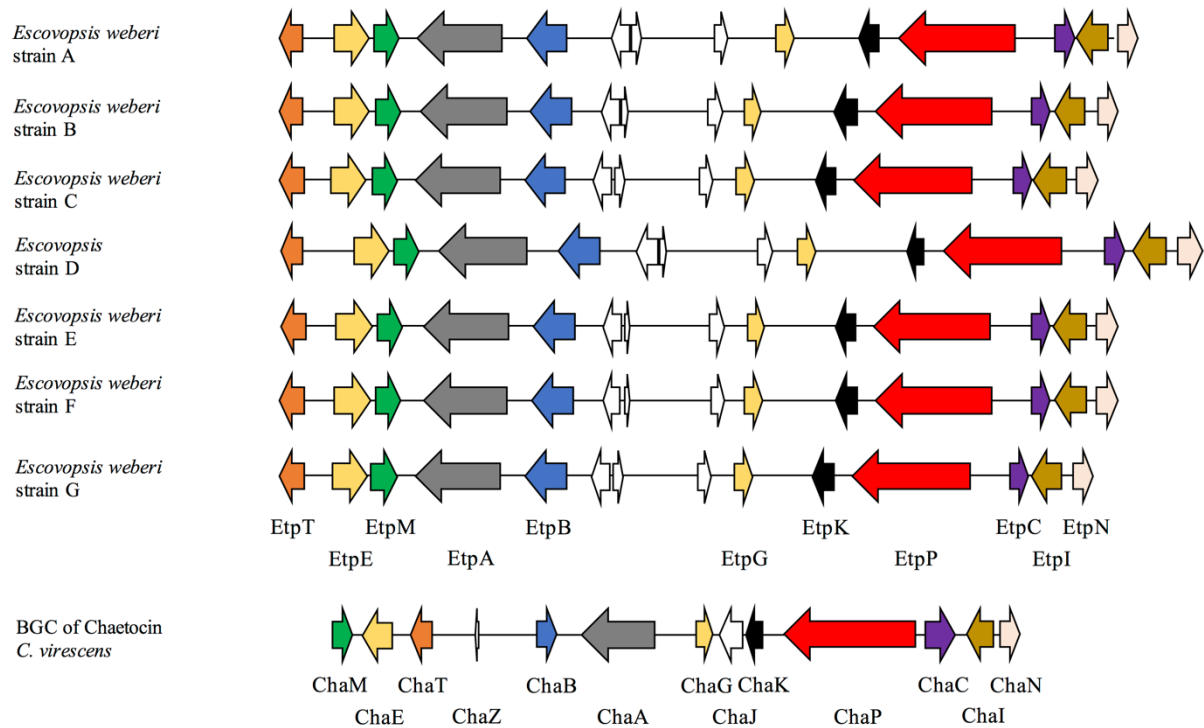 Escovopsis weberi
strain A
Escovopsis weberi
strain B
Escovopsis weberi
strain C
Escovopsis
strain D
Escovopsis weberi
strain E
Escovopsis weberi
strain F
Escovopsis weberi
strain G
EtpT EtpM EtpB EtpK EtpC EtpN
EtpE EtpA EtpG EtpP EtpI
BGC of Chaetocin
C. virescens
ChaM ChaT ChaB ChaG ChaK ChaC ChaN
ChaE ChaZ ChaA ChaJ ChaP ChaI